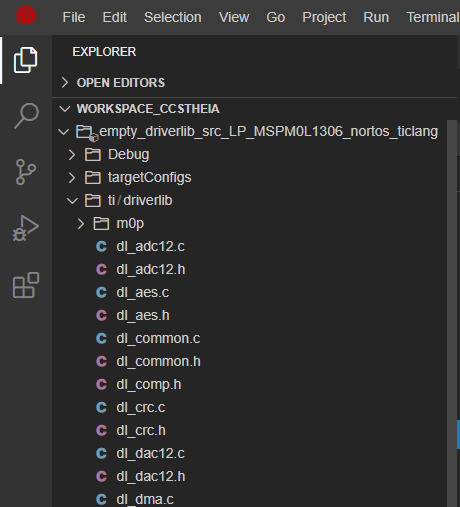 File Edit Selection View Go Project Run Terminal
EXPLORER
OPEN EDITORS
WORKSPACE_CCSTHEIA
empty_driverlib_src_LP_MSPM0L1306_nortos_ticlang
Debug
targetConfigs
ti / driverlib
m0p
C dl_adc12.c
C dl_adc12.h
C dl_aes.c
C dl_aes.h
C dl_common.c
C dl_common.h
C dl_comp.h
C dl_crc.c
C dl_crc.h
C dl_dac12.c
C dl_dac12.h
C dl_dma.c